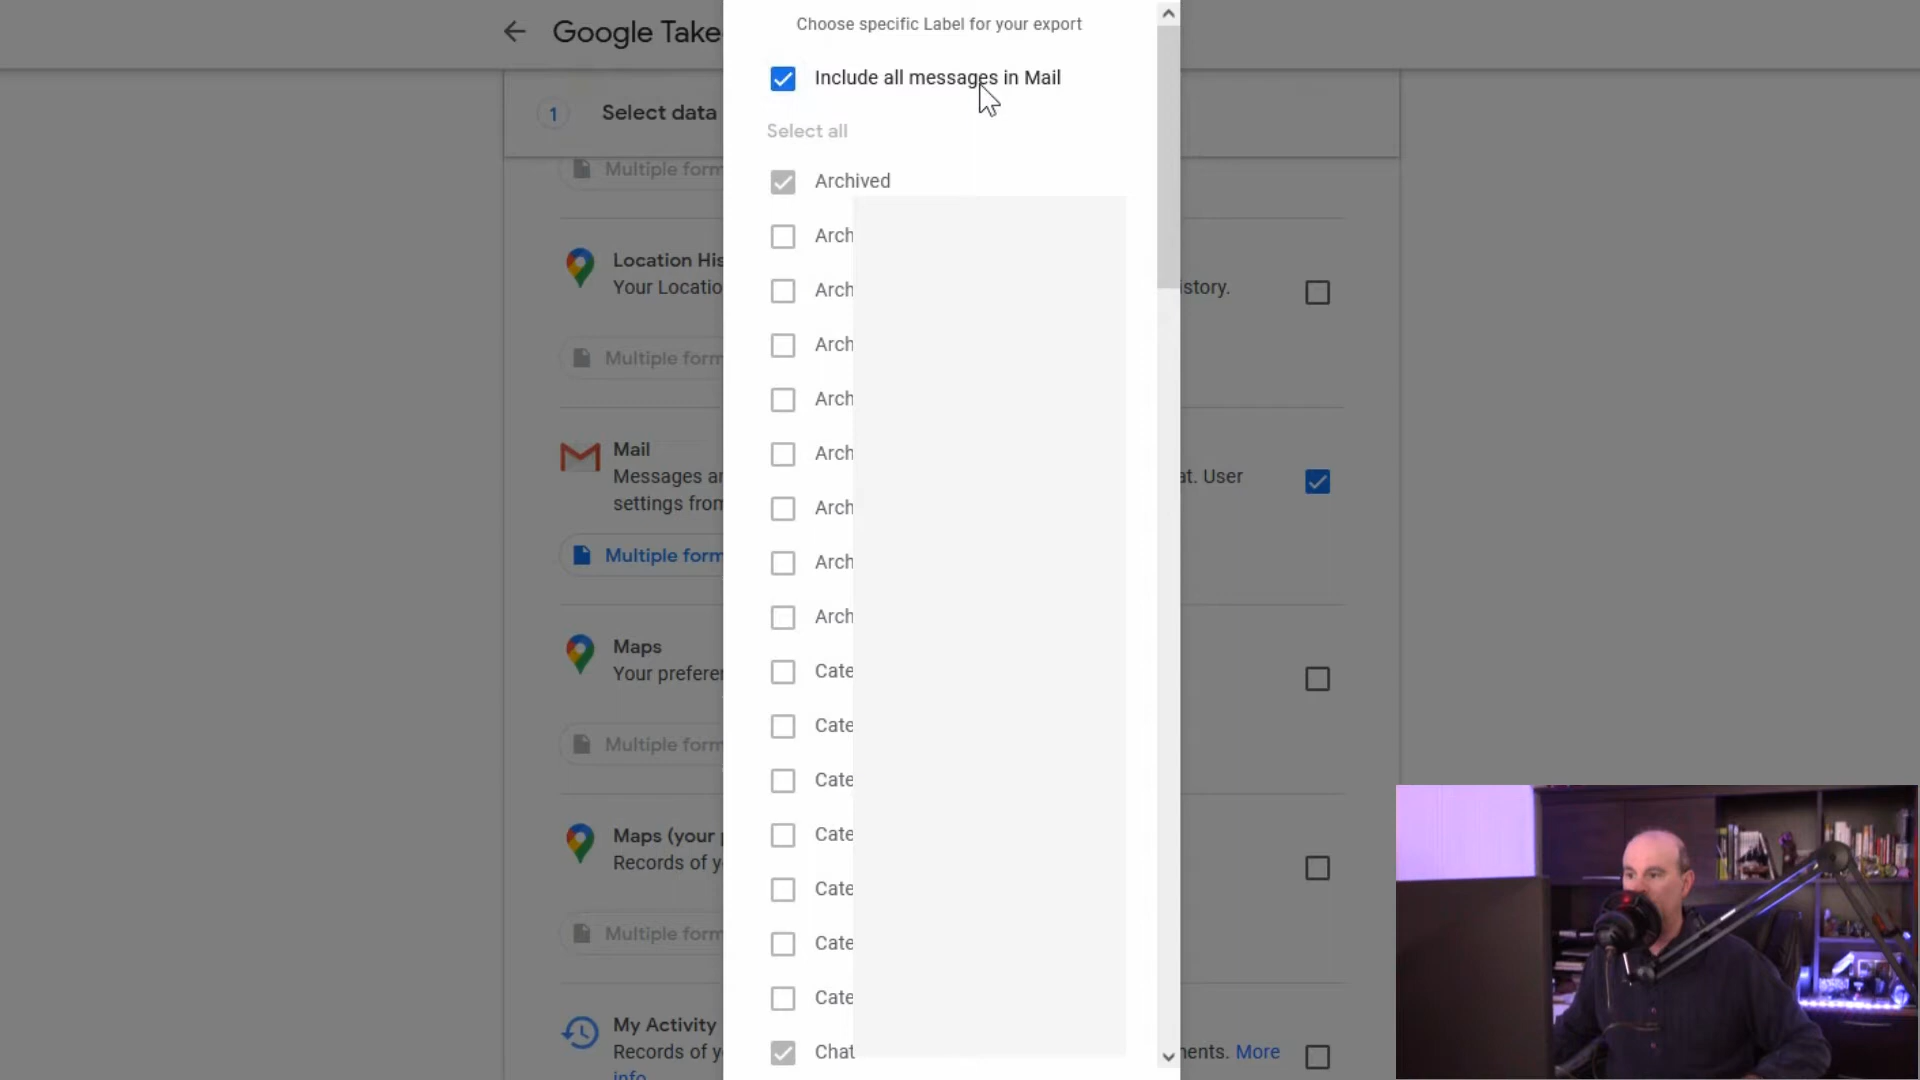 Google Take
Choose specific Label for your export
Include all messages in Mail
1 Select data
Select all
Multiple form
Archived
Arch
Location His
Your Locatio
story.
Arch
Arch
Multiple form
Arch
Mail
Messages ar
at. User
settings from
Arch
Arch
Multiple form
Arch
Arch
Maps
Your prefere
Cate
Cate
Multiple form
Cate
Maps (your p
Records of y
Cate
Cate
Multiple form
Cate
Cate
My Activity
Records of y
Chat
nents. More
info